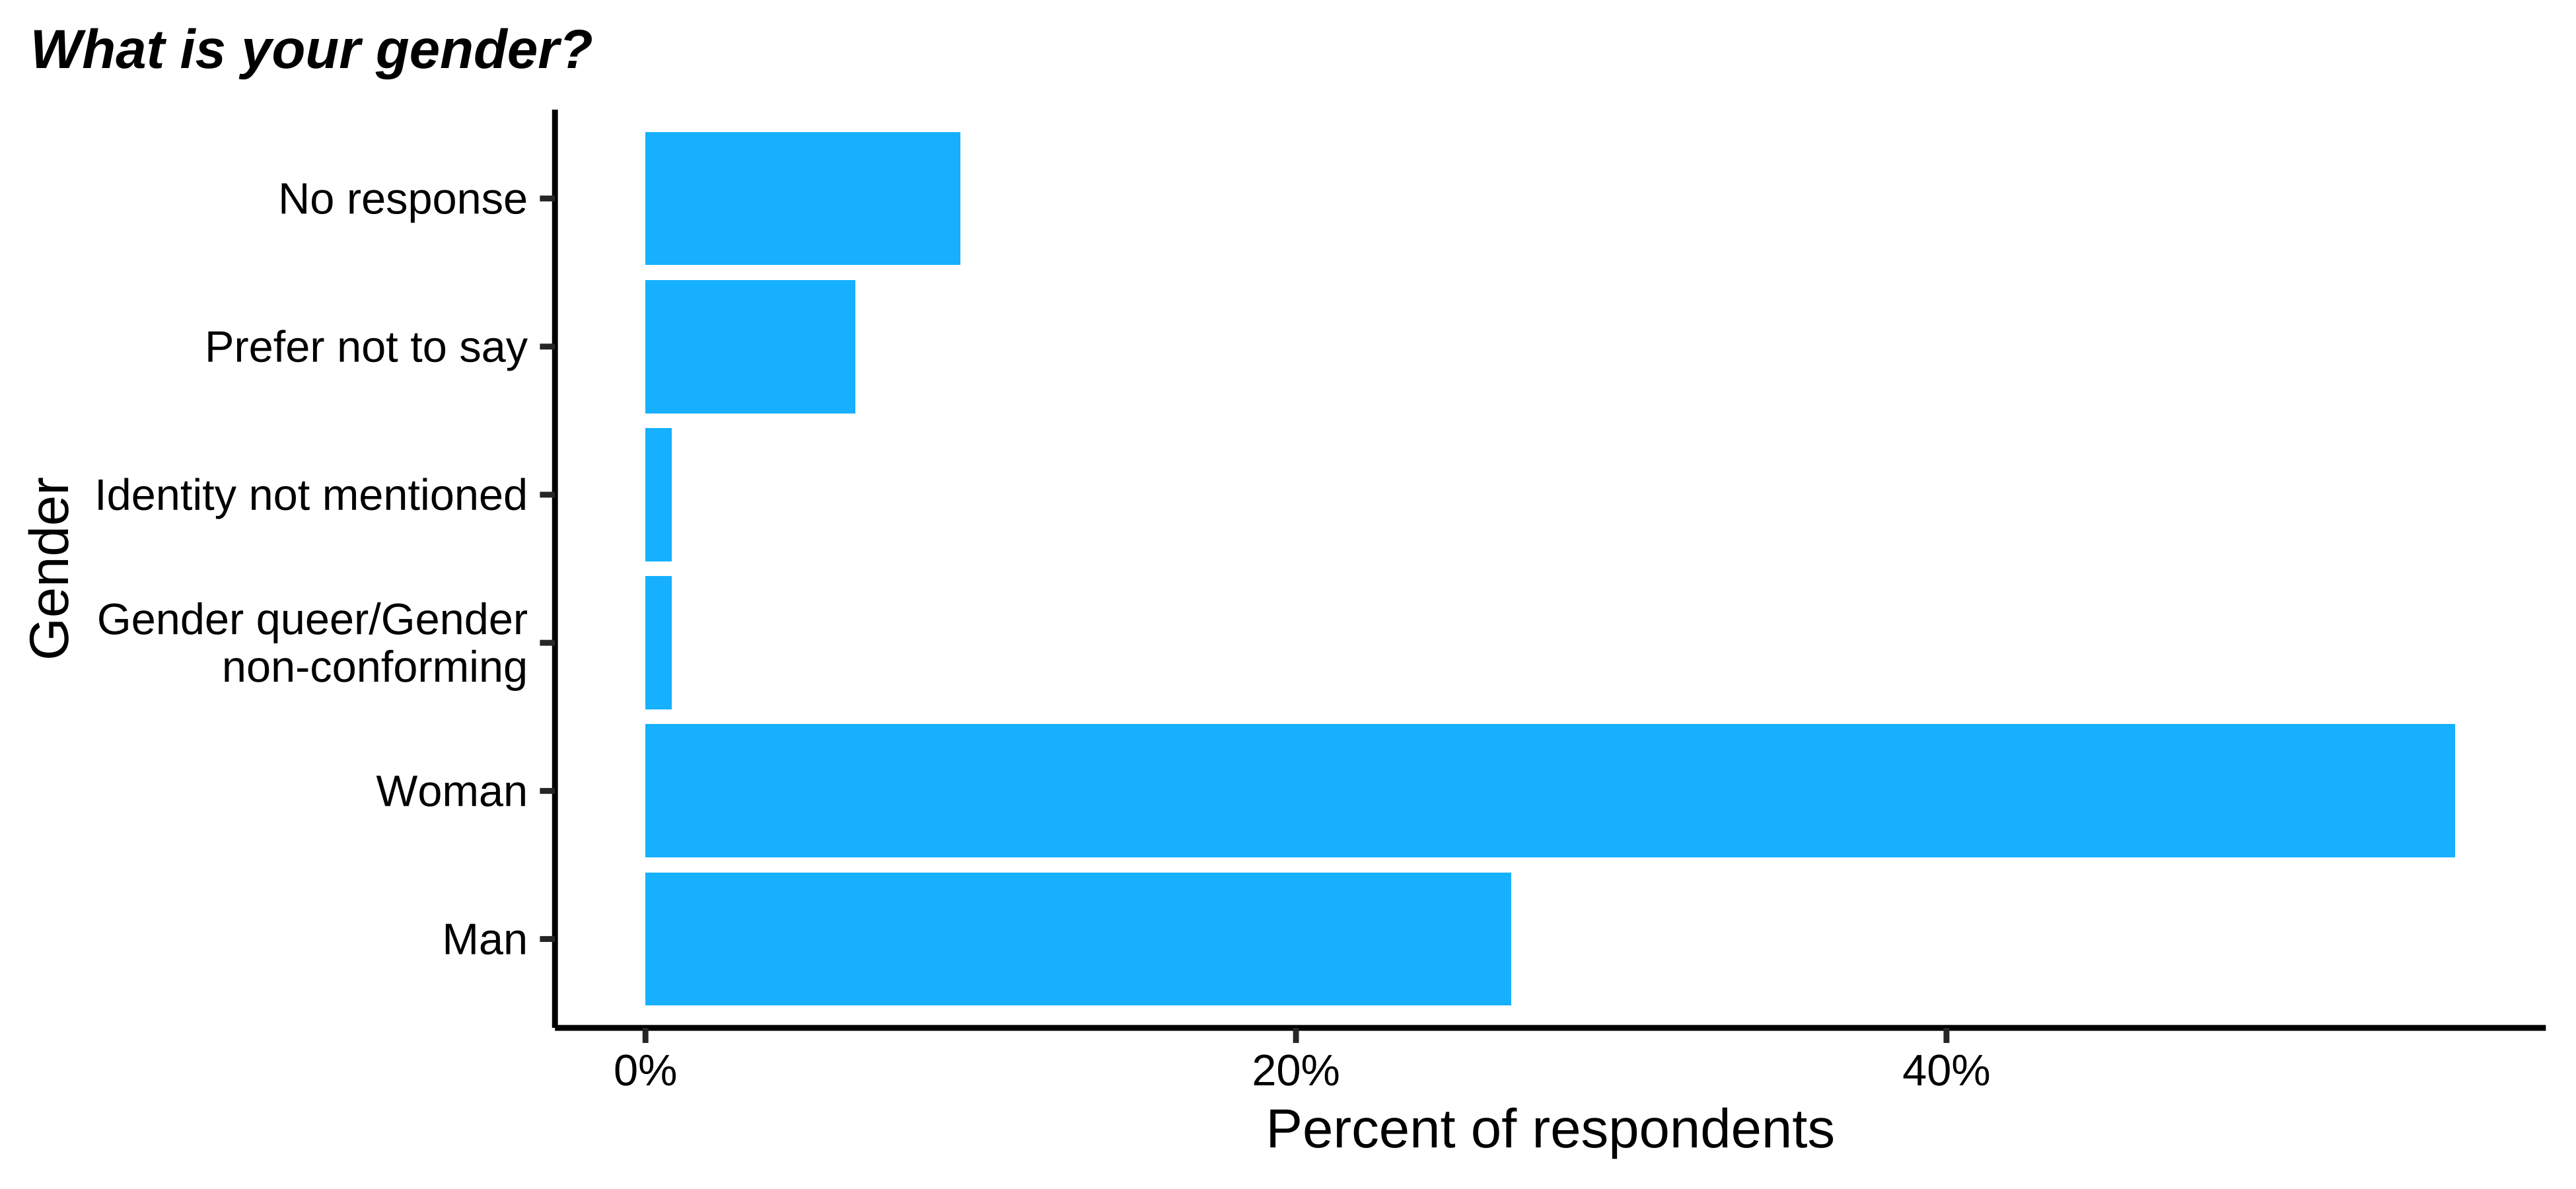 What is your gender?
No response
Prefer not to say
Identity not mentioned
Gender queer/Gender
non-conforming
Woman
Man
Gender
0%
20%
40%
Percent of respondents